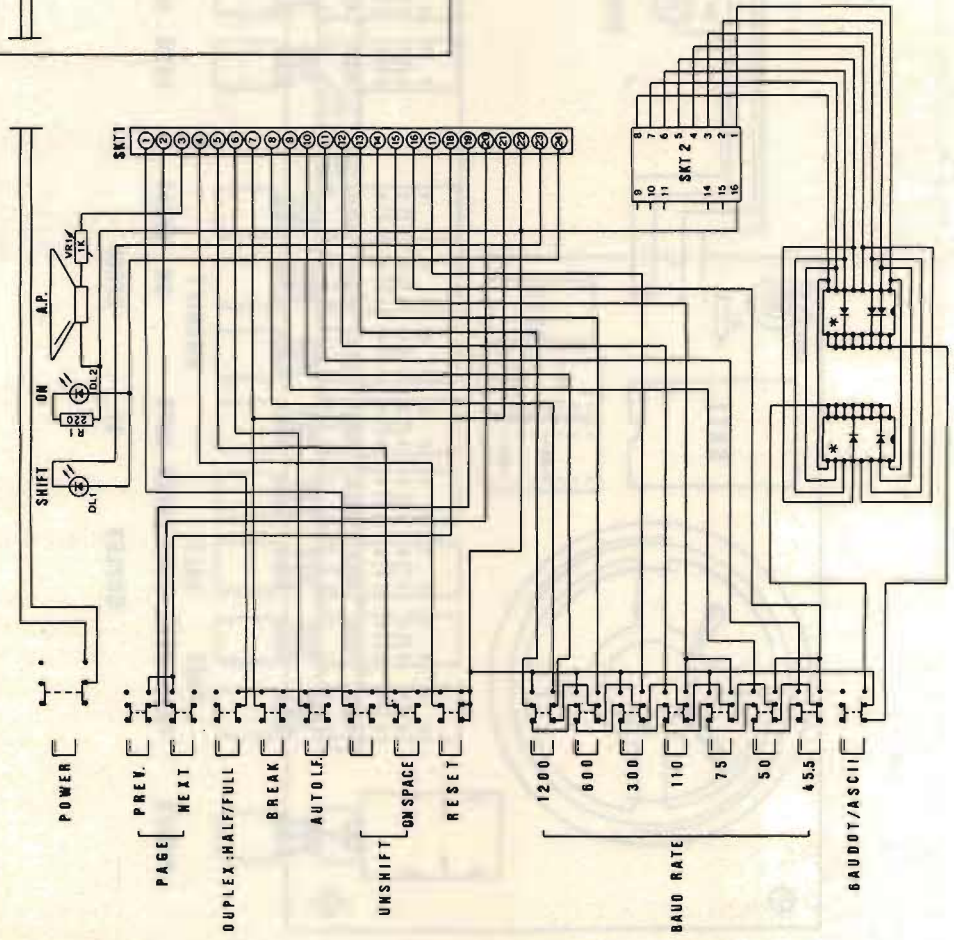 SKT1
1 2 3 4 5 6 7 8 9 10 11 12 13 14 15 16 17 18 19 20 21 22 23 24
VR1
1K
A.P.
ON
DL2
R1
220
SHIFT
DL1
8 7 6 5 4 3 2 1
SKT 2
9 10 11 14 15 16
*
*
POWER
PAGE
PREV.
NEXT
DUPLEX:HALF/FULL
BREAK
AUTO LF.
UNSHIFT
ONSPACE
RESET
BAUD RATE
1200
600
300
110
75
50
45.5
BAUDOT/ASCII